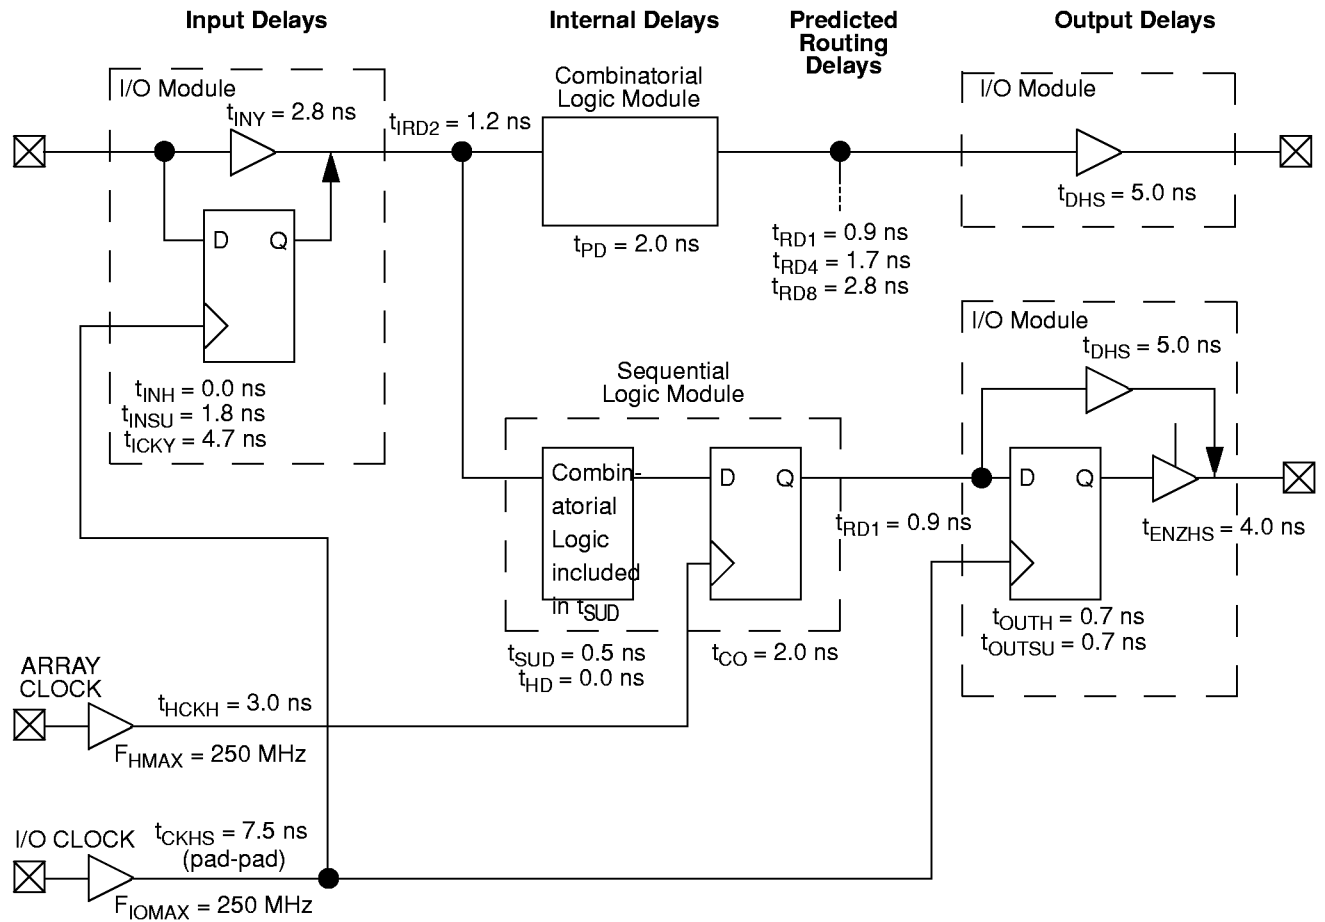 Input Delays
Internal Delays
Predicted
Routing
Delays
Output Delays
I/O Module
tINY = 2.8 ns
tIRD2 = 1.2 ns
Combinatorial
Logic Module
I/O Module
tDHS = 5.0 ns
D Q
tPD = 2.0 ns
tRD1 = 0.9 ns
tRD4 = 1.7 ns
tRD8 = 2.8 ns
tINH = 0.0 ns
tINSU = 1.8 ns
tICKY = 4.7 ns
Sequential
Logic Module
I/O Module
tDHS = 5.0 ns
Combin-
atorial
Logic
included
in tSUD
D Q
tRD1 = 0.9 ns
D Q
tENZHS = 4.0 ns
tSUD = 0.5 ns
tHD = 0.0 ns
tCO = 2.0 ns
tOUTH = 0.7 ns
tOUTSU = 0.7 ns
ARRAY
CLOCK
tHCKH = 3.0 ns
FHMAX = 250 MHz
I/O CLOCK
tCKHS = 7.5 ns
(pad-pad)
FIOMAX = 250 MHz